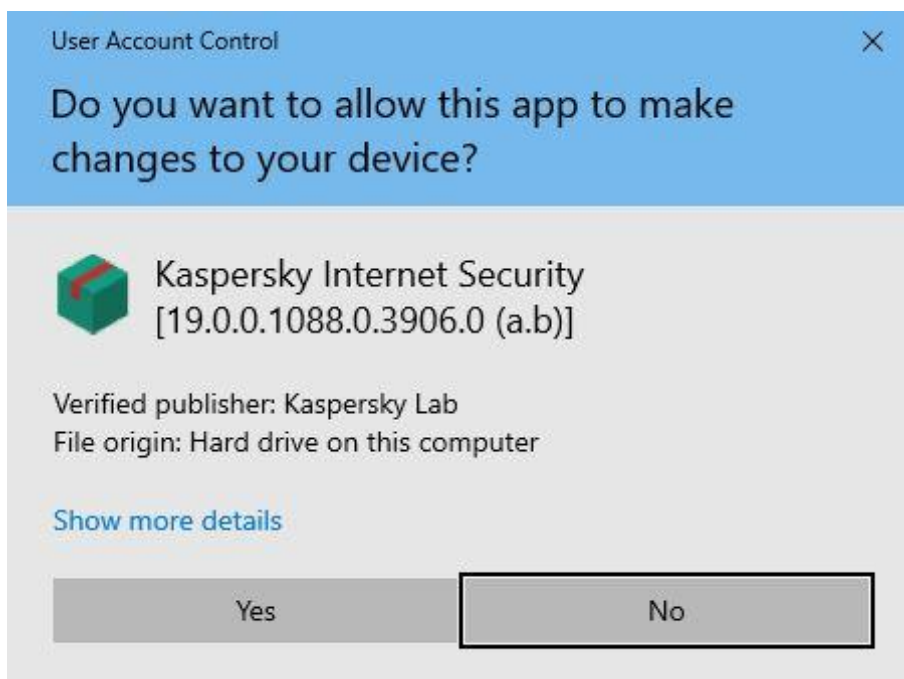 User Account Control
Do you want to allow this app to make
changes to your device?
Kaspersky Internet Security
[19.0.0.1088.0.3906.0 (a.b)]
Verified publisher: Kaspersky Lab
File origin: Hard drive on this computer
Show more details
Yes
No